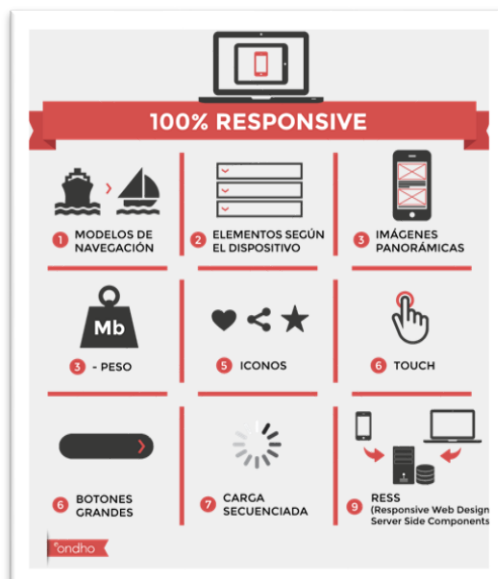 100% RESPONSIVE
1 MODELOS DE
NAVEGACIÓN
2 ELEMENTOS SEGÚN
EL DISPOSITIVO
3 IMÁGENES
PANORÁMICAS
Mb
3 - PESO
5 ICONOS
6 TOUCH
6 BOTONES
GRANDES
7 CARGA
SECUENCIADA
9 RESS
(Responsive Web Design
Server Side Components
ondho